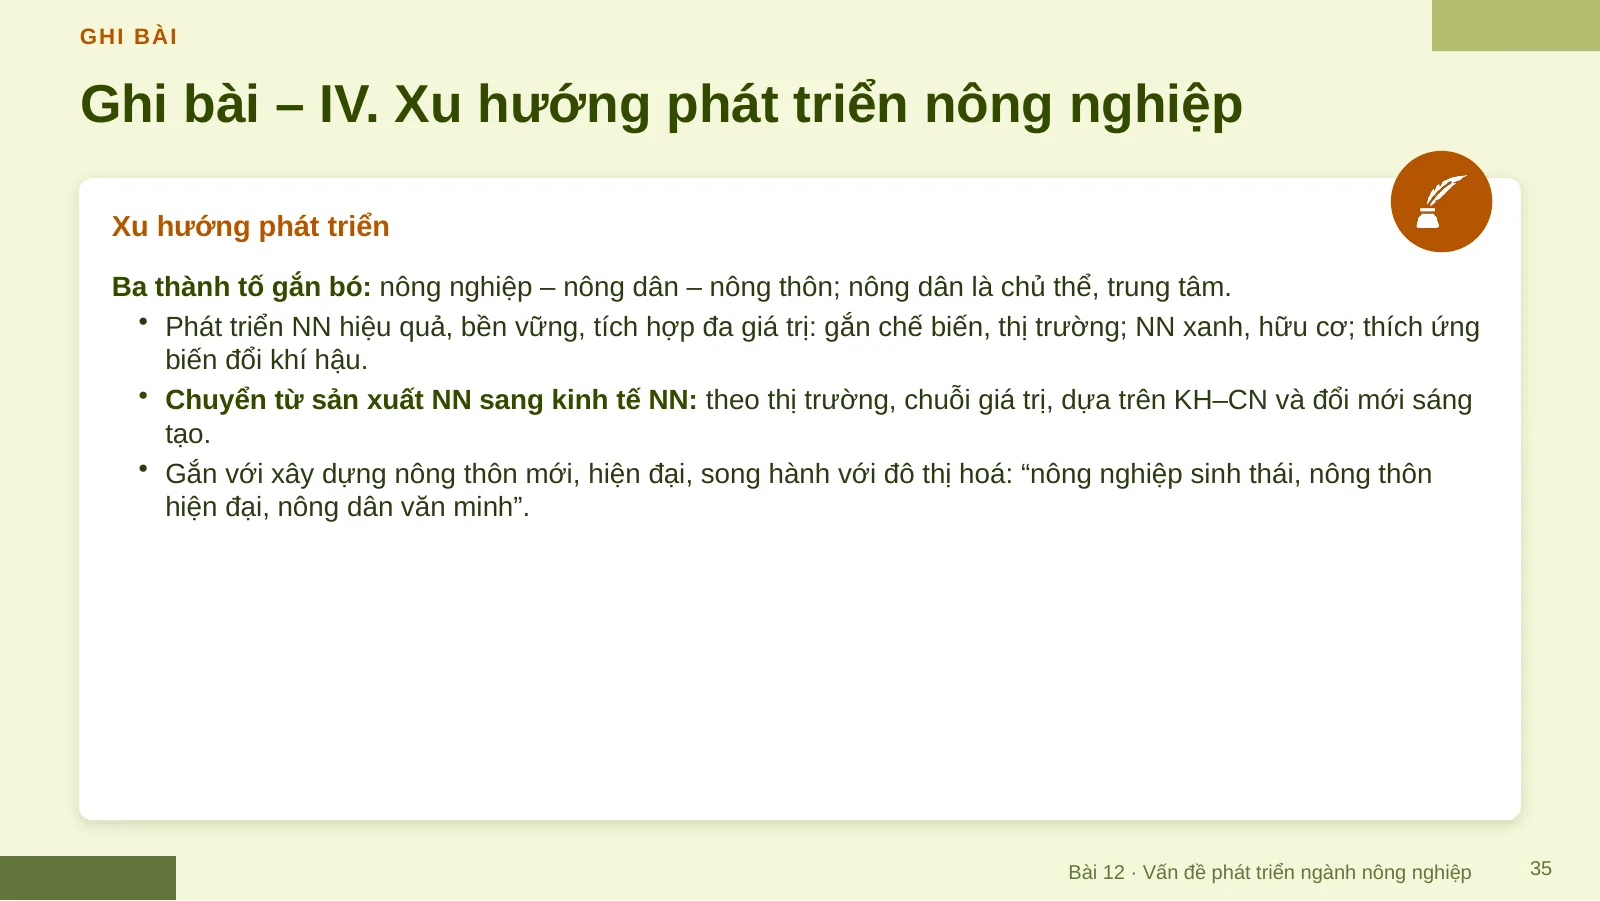 GHI BÀI
Ghi bài – IV. Xu hướng phát triển nông nghiệp
Xu hướng phát triển
Ba thành tố gắn bó: nông nghiệp – nông dân – nông thôn; nông dân là chủ thể, trung tâm.
• Phát triển NN hiệu quả, bền vững, tích hợp đa giá trị: gắn chế biến, thị trường; NN xanh, hữu cơ; thích ứng
biến đổi khí hậu.
• Chuyển từ sản xuất NN sang kinh tế NN: theo thị trường, chuỗi giá trị, dựa trên KH–CN và đổi mới sáng
tạo.
• Gắn với xây dựng nông thôn mới, hiện đại, song hành với đô thị hoá: “nông nghiệp sinh thái, nông thôn
hiện đại, nông dân văn minh”.
Bài 12 · Vấn đề phát triển ngành nông nghiệp
35